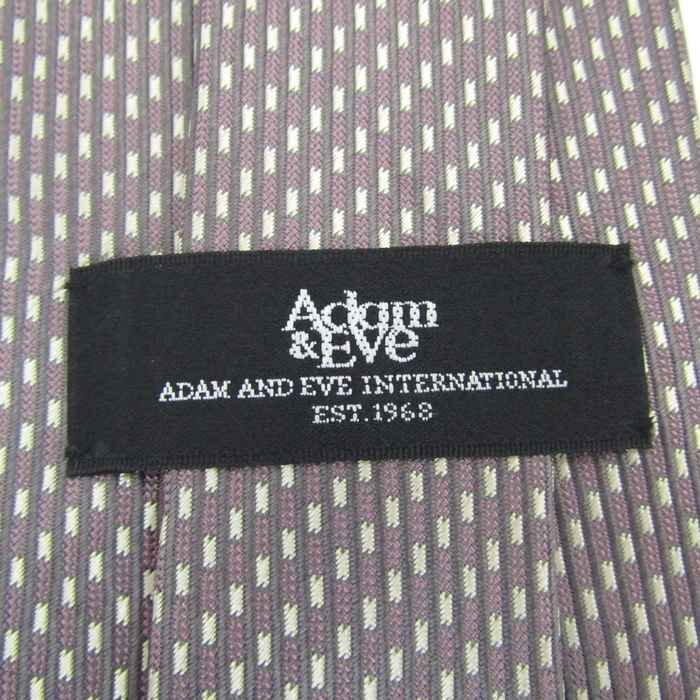 Adam
&Eve
ADAM AND EVE INTERNATIONAL
EST.1968